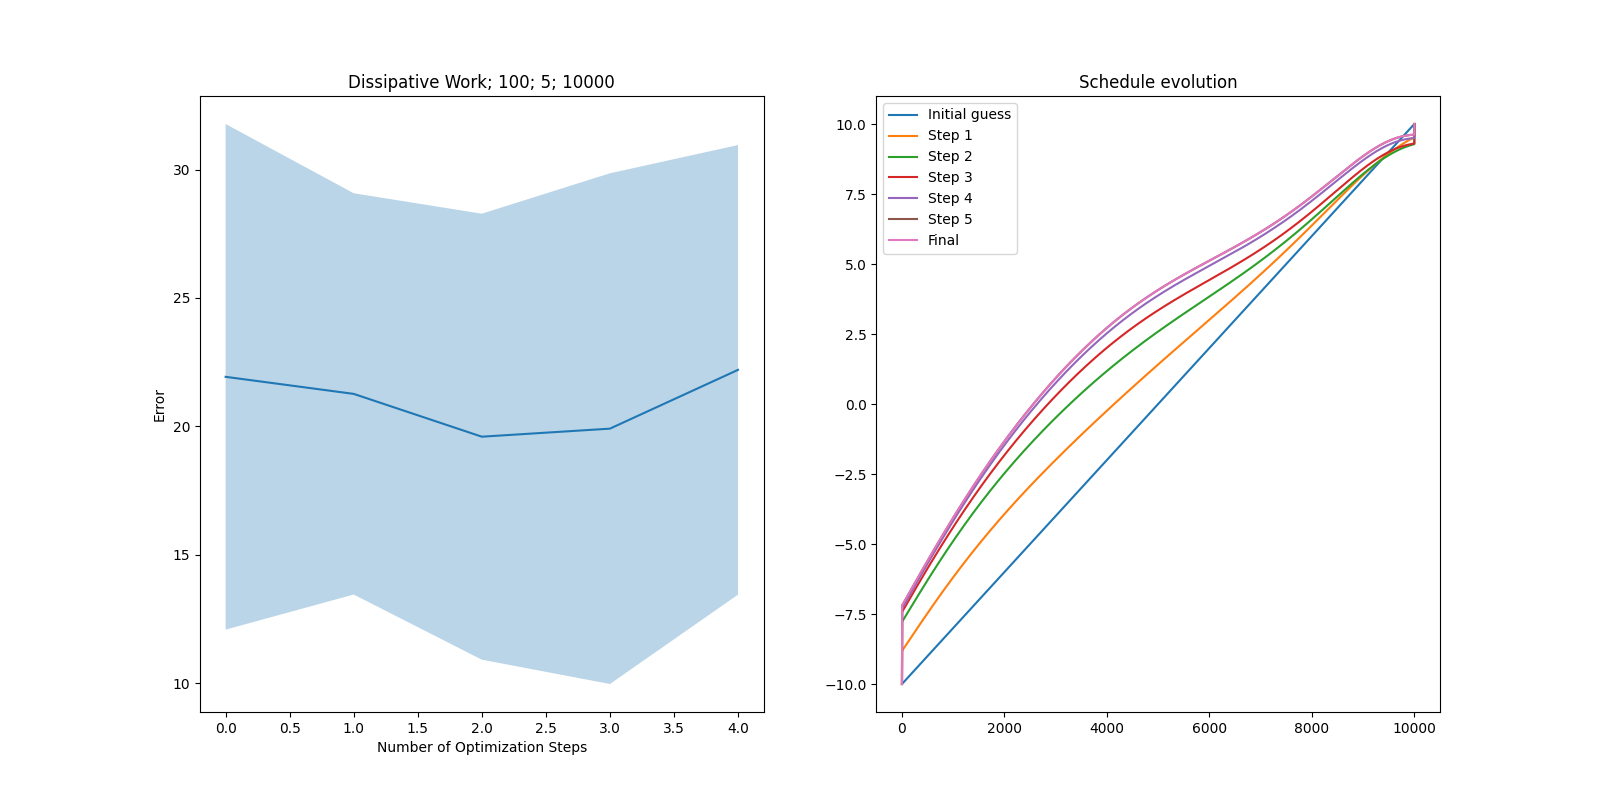 Dissipative Work; 100; 5; 10000
Error
30
25
20
15
10
0.0 0.5 1.0 1.5 2.0 2.5 3.0 3.5 4.0
Number of Optimization Steps
Schedule evolution
Initial guess
Step 1
Step 2
Step 3
Step 4
Step 5
Final
10.0
7.5
5.0
2.5
0.0
−2.5
−5.0
−7.5
−10.0
0 2000 4000 6000 8000 10000